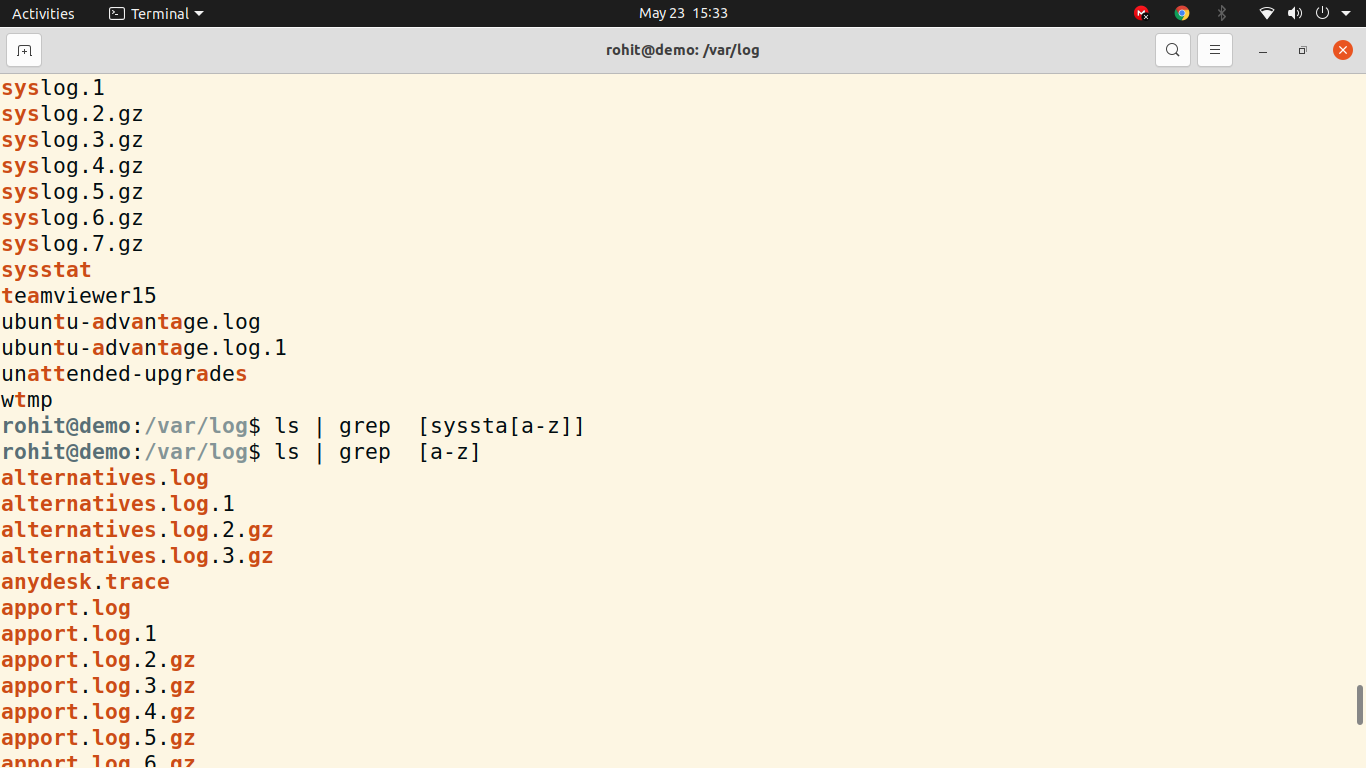 Activities Terminal May 23 15:33
rohit@demo: /var/log
syslog.1
syslog.2.gz
syslog.3.gz
syslog.4.gz
syslog.5.gz
syslog.6.gz
syslog.7.gz
sysstat
teamviewer15
ubuntu-advantage.log
ubuntu-advantage.log.1
unattended-upgrades
wtmp
rohit@demo:/var/log$ ls | grep  [syssta[a-z]]
rohit@demo:/var/log$ ls | grep  [a-z]
alternatives.log
alternatives.log.1
alternatives.log.2.gz
alternatives.log.3.gz
anydesk.trace
apport.log
apport.log.1
apport.log.2.gz
apport.log.3.gz
apport.log.4.gz
apport.log.5.gz
apport.log.6.gz